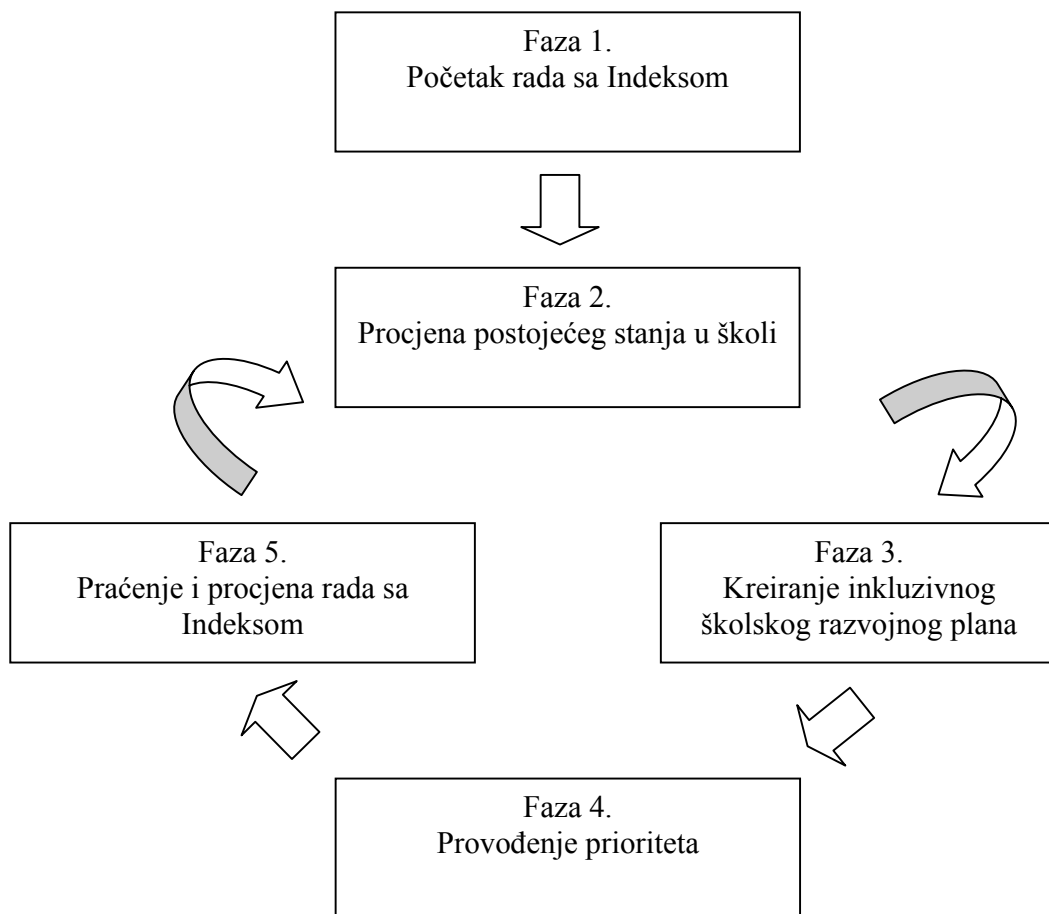 Faza 1.
Početak rada sa Indeksom
Faza 2.
Procjena postojećeg stanja u školi
Faza 3.
Kreiranje inkluzivnog
školskog razvojnog plana
Faza 4.
Provođenje prioriteta
Faza 5.
Praćenje i procjena rada sa
Indeksom